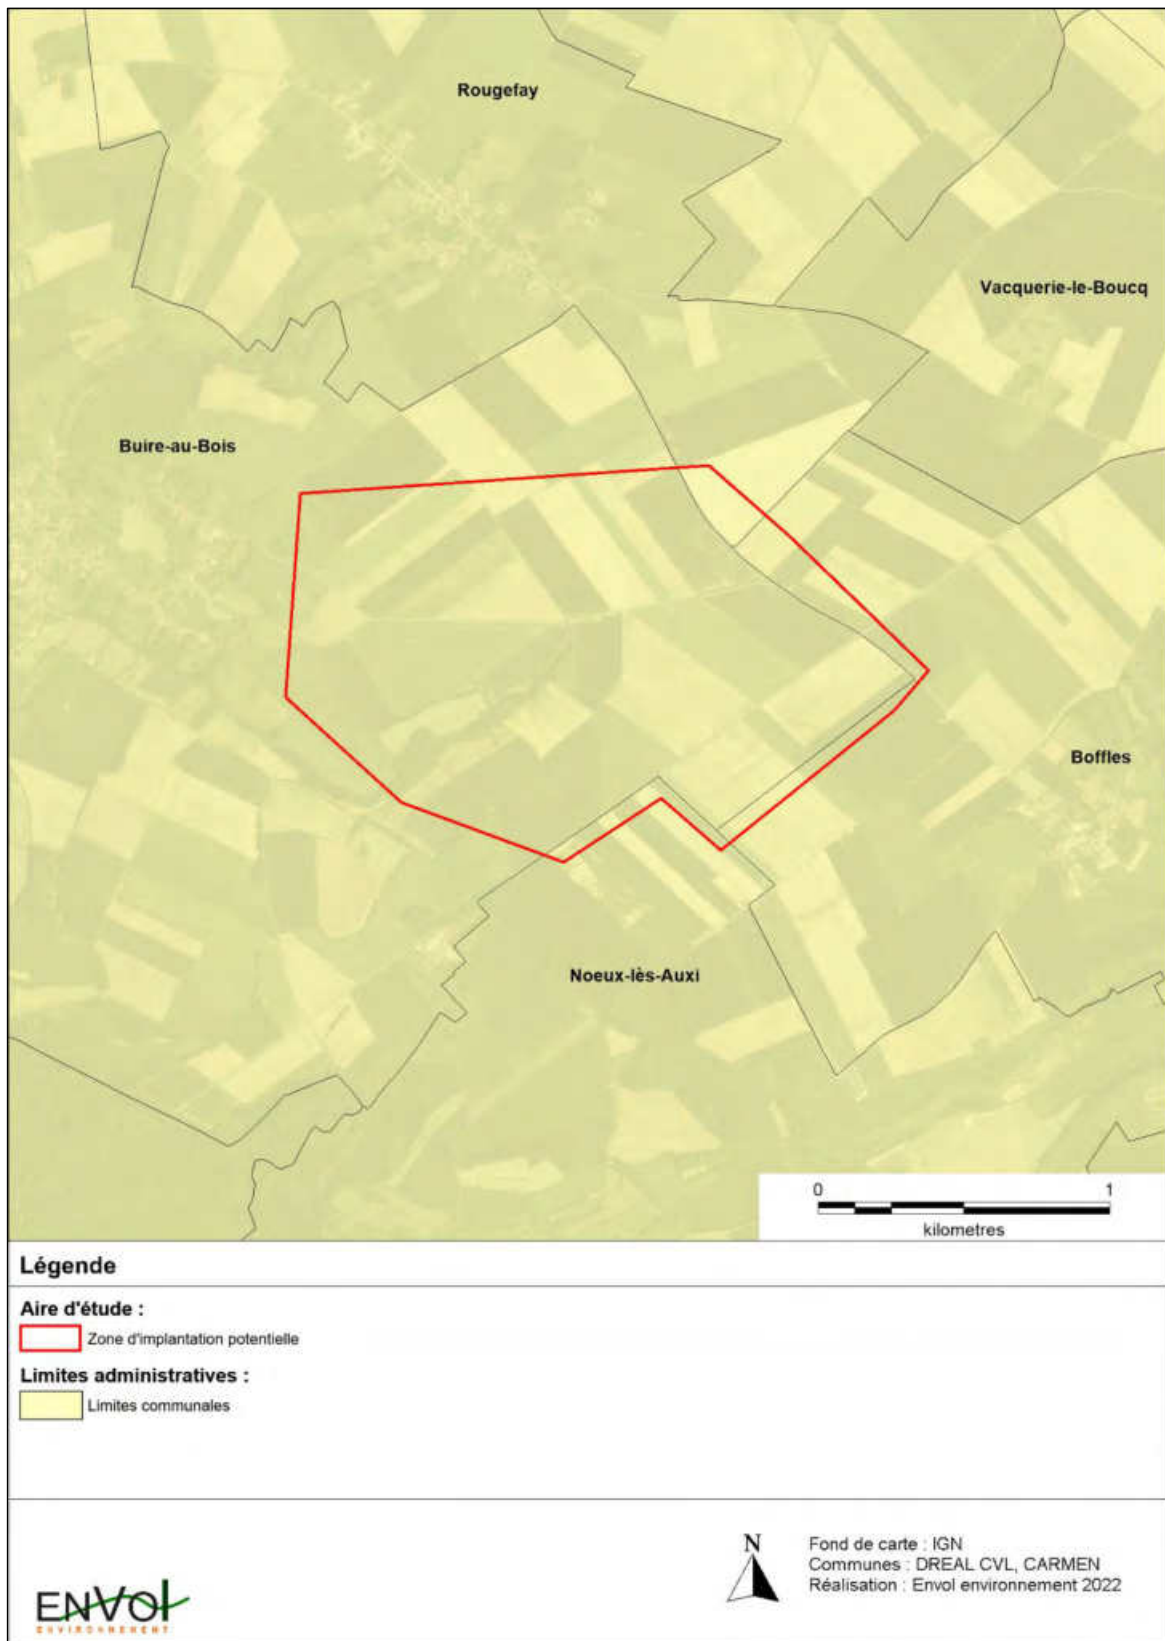 Rougefay
Vacquerie-le-Boucq
Buire-au-Bois
Boffles
Noeux-lès-Auxi
0 1
kilometres
Légende
Aire d'étude :
Zone d'implantation potentielle
Limites administratives :
Limites communales
N
Fond de carte : IGN
Communes : DREAL CVL, CARMEN
Réalisation : Envol environnement 2022
ENVOl
ENVIRONNEMENT